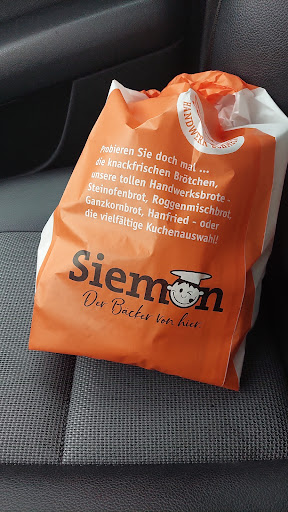 Probieren Sie doch mal ...
die knackfrischen Brötchen,
unsere tollen Handwerksbrote -
Steinofenbrot, Roggenmischbrot,
Ganzkornbrot, Hanfried - oder
die vielfältige Kuchenauswahl!
Siemon
Der Bäcker von hier.